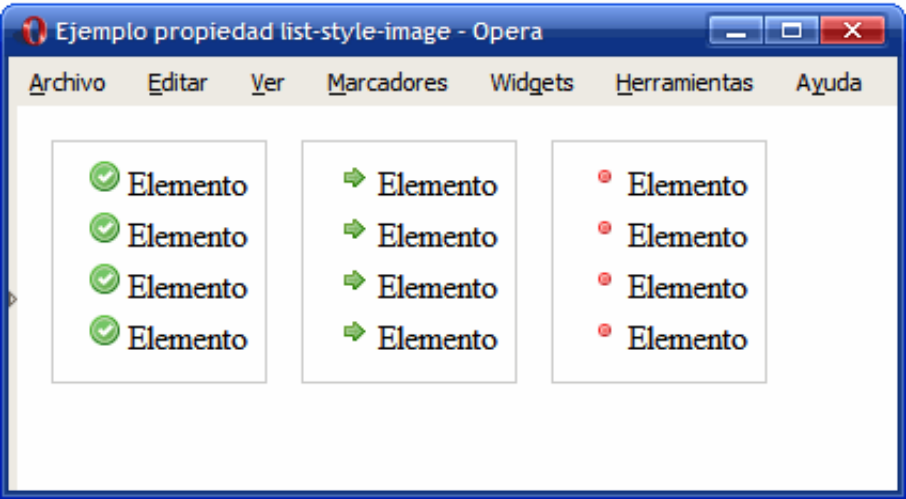 Ejemplo propiedad list-style-image - Opera
Archivo Editar Ver Marcadores Widgets Herramientas Ayuda
Elemento Elemento Elemento
Elemento Elemento Elemento
Elemento Elemento Elemento
Elemento Elemento Elemento